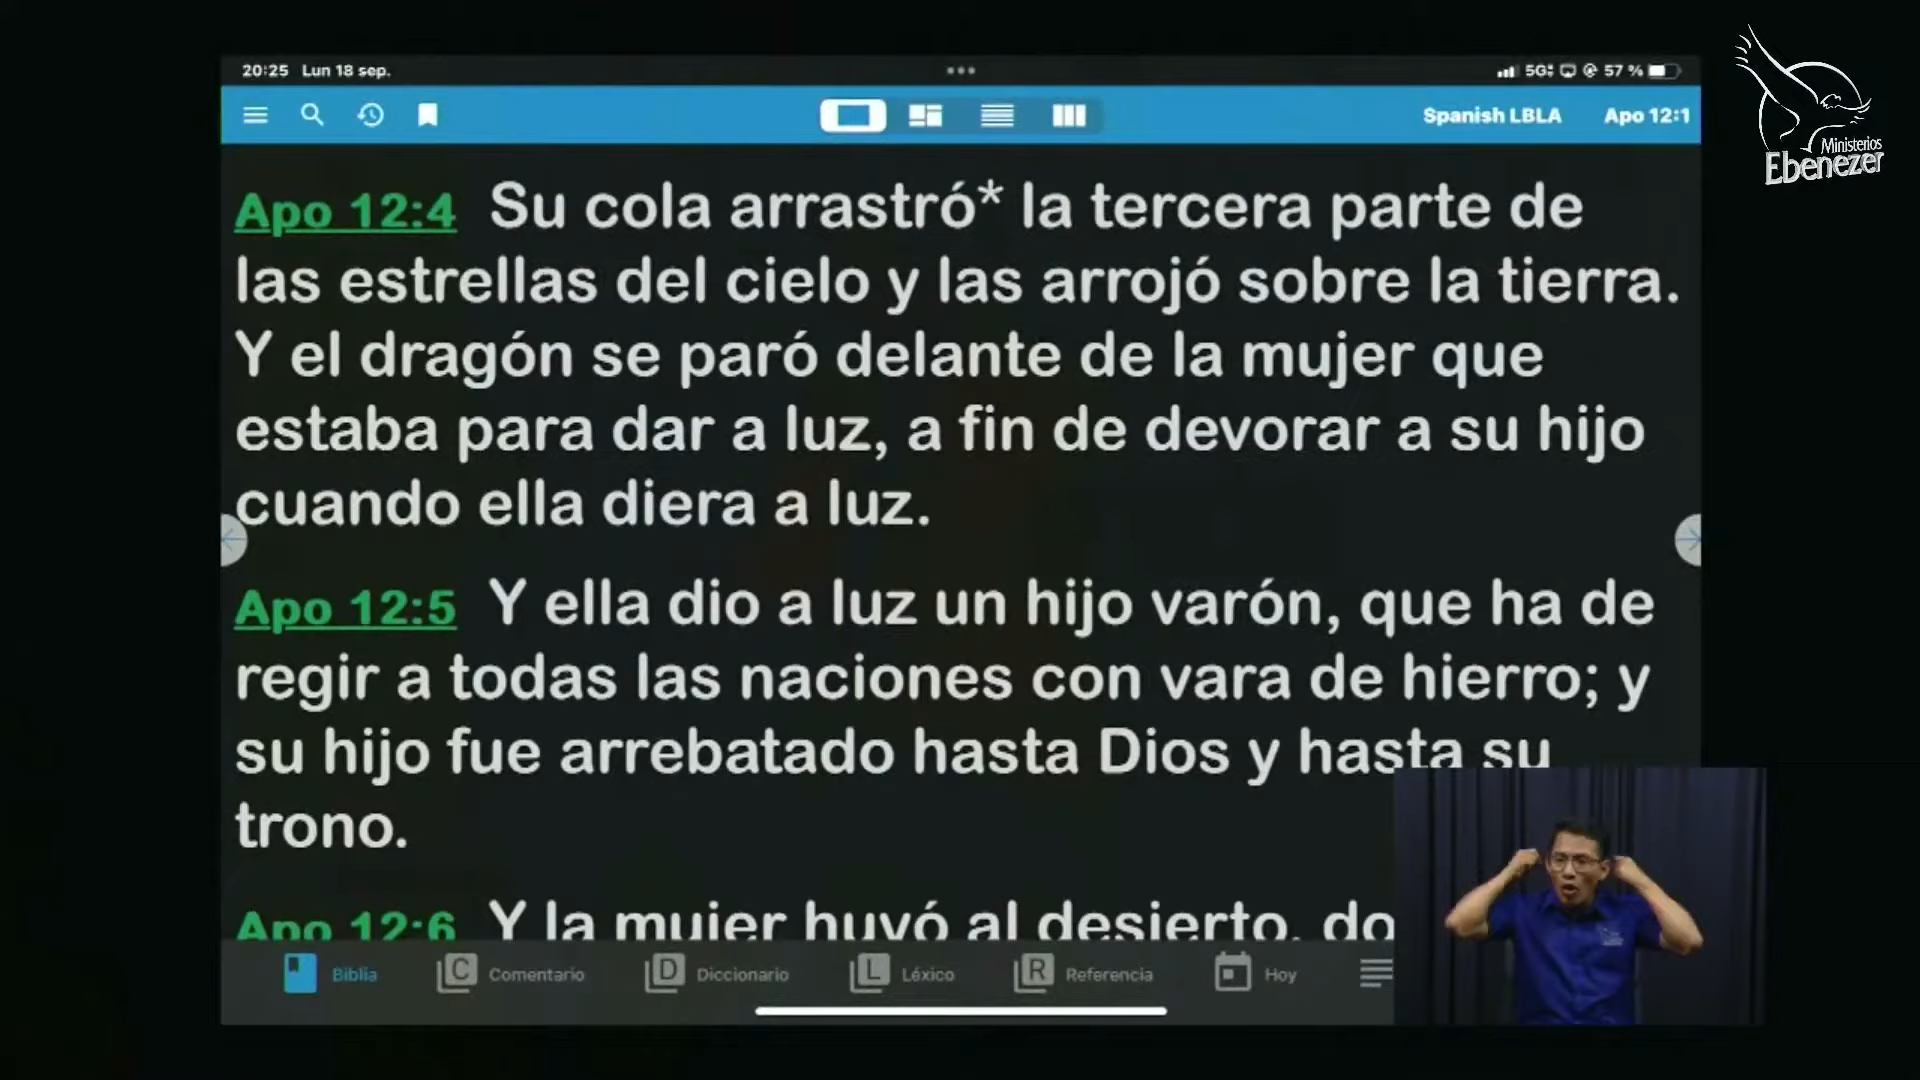 20:25 Lun 18 sep.
5G 57 %
Spanish LBLA Apo 12:1
Ministerios
Ebenezer
Apo 12:4 Su cola arrastró* la tercera parte de
las estrellas del cielo y las arrojó sobre la tierra.
Y el dragón se paró delante de la mujer que
estaba para dar a luz, a fin de devorar a su hijo
cuando ella diera a luz.
Apo 12:5 Y ella dio a luz un hijo varón, que ha de
regir a todas las naciones con vara de hierro; y
su hijo fue arrebatado hasta Dios y hasta su
trono.
Apo 12:6 Y la mujer huyó al desierto, do
Biblia C Comentario D Diccionario L Léxico R Referencia Hoy